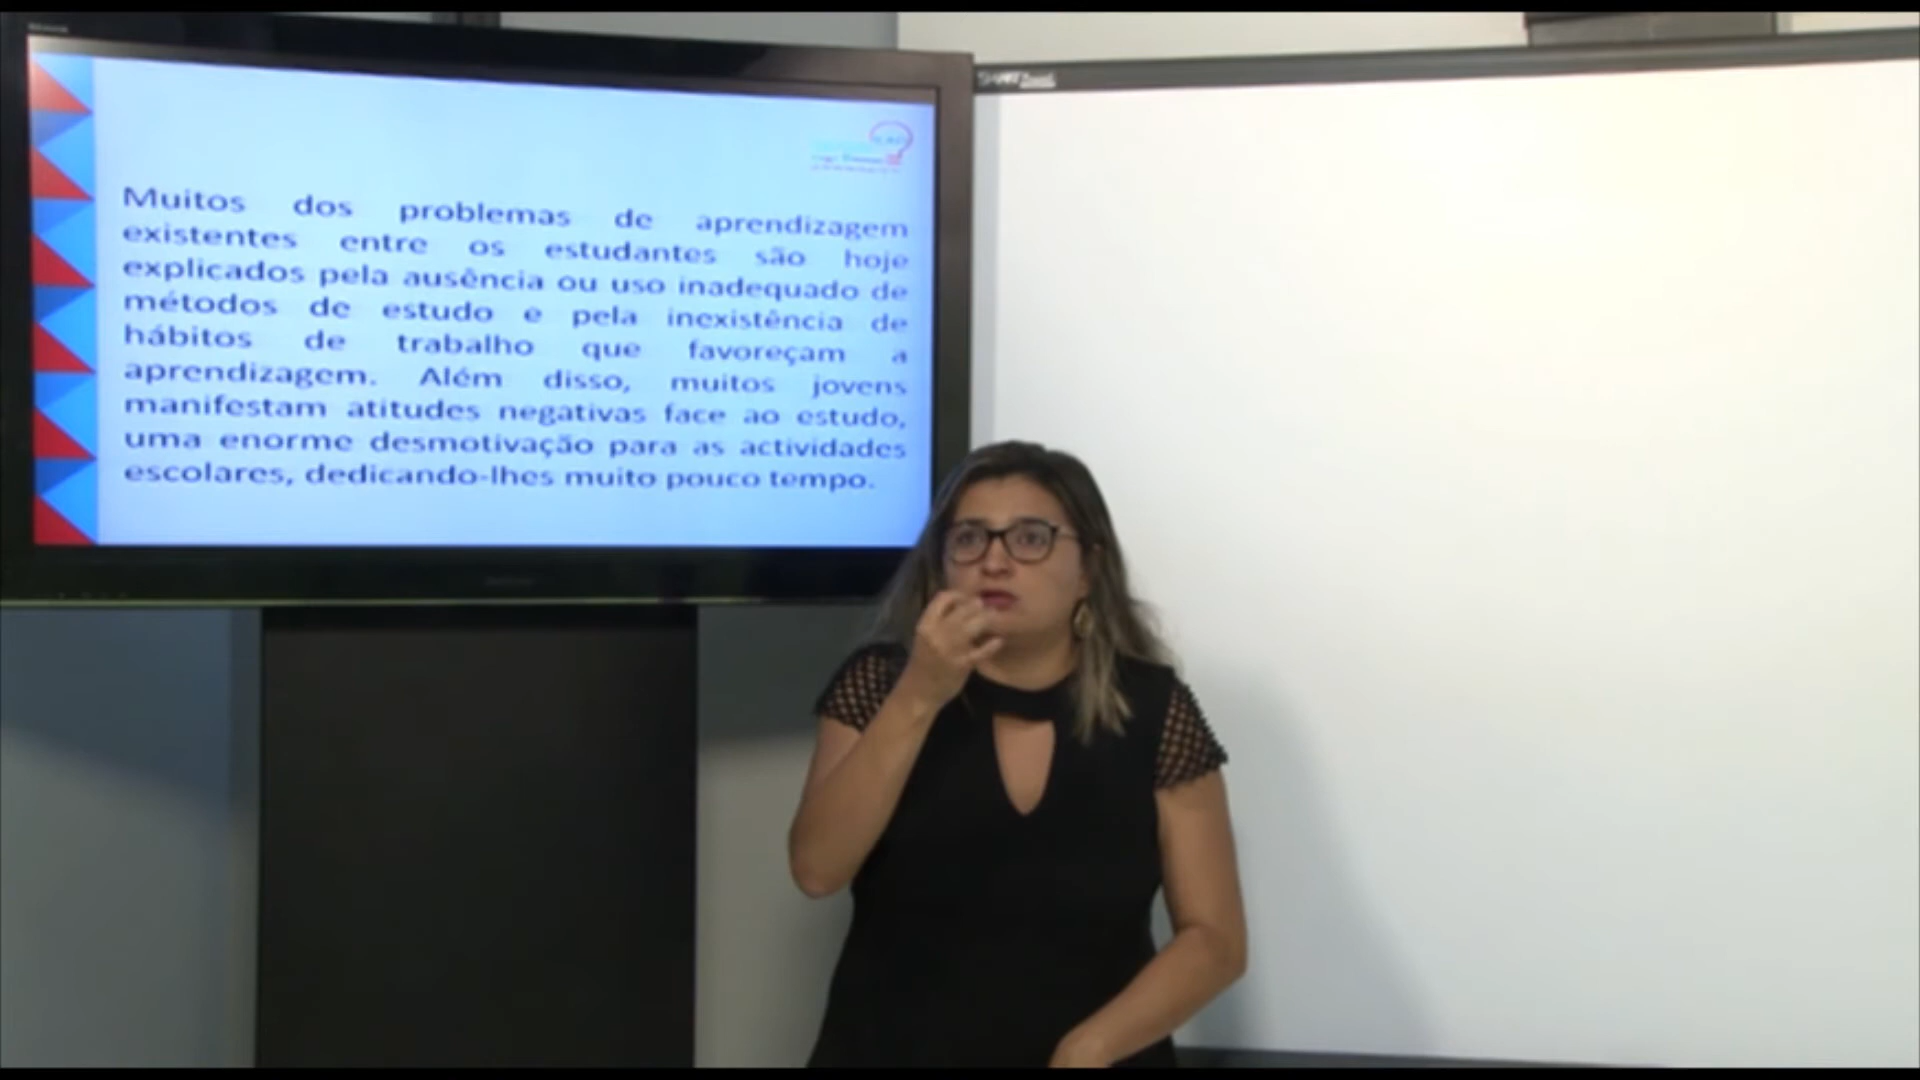 Muitos dos problemas de aprendizagem
existentes entre os estudantes são hoje
explicados pela ausência ou uso inadequado de
métodos de estudo e pela inexistência de
hábitos de trabalho que favoreçam a
aprendizagem. Além disso, muitos jovens
manifestam atitudes negativas face ao estudo,
uma enorme desmotivação para as actividades
escolares, dedicando-lhes muito pouco tempo.